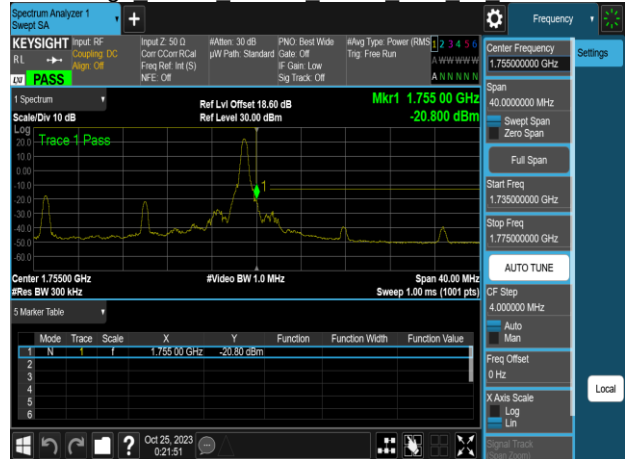 Spectrum Analyzer 1
Swept SA
Frequency
KEYSIGHT Input: RF Input Z: 50 Ω #Atten: 30 dB PNO: Best Wide #Avg Type: Power (RMS 1 2 3 4 5 6
RL Coupling: DC Corr CCorr RCal µW Path: Standard Gate: Off Trig: Free Run A WW WW W
Align: Off Freq Ref: Int (S) IF Gain: Low
LXI PASS NFE: Off Sig Track: Off A N N N N N
1 Spectrum Ref Lvl Offset 18.60 dB Mkr1 1.755 00 GHz
Scale/Div 10 dB Ref Level 30.00 dBm -20.800 dBm
Log
Trace 1 Pass
20.0
10.0
0.00
-10.0
1
-20.0
-30.0
-40.0
-50.0
-60.0
Center 1.75500 GHz #Video BW 1.0 MHz Span 40.00 MHz
#Res BW 300 kHz Sweep 1.00 ms (1001 pts)
5 Marker Table
Mode Trace Scale X Y Function Function Width Function Value
1 N 1 f 1.755 00 GHz -20.80 dBm
2
3
4
5
6
Oct 25, 2023
0:21:51
Center Frequency
1.755000000 GHz
Settings
Span
40.0000000 MHz
Swept Span
Zero Span
Full Span
Start Freq
1.735000000 GHz
Stop Freq
1.775000000 GHz
AUTO TUNE
CF Step
4.000000 MHz
Auto
Man
Freq Offset
0 Hz
Local
X Axis Scale
Log
Lin
Signal Track
(Span Zoom)